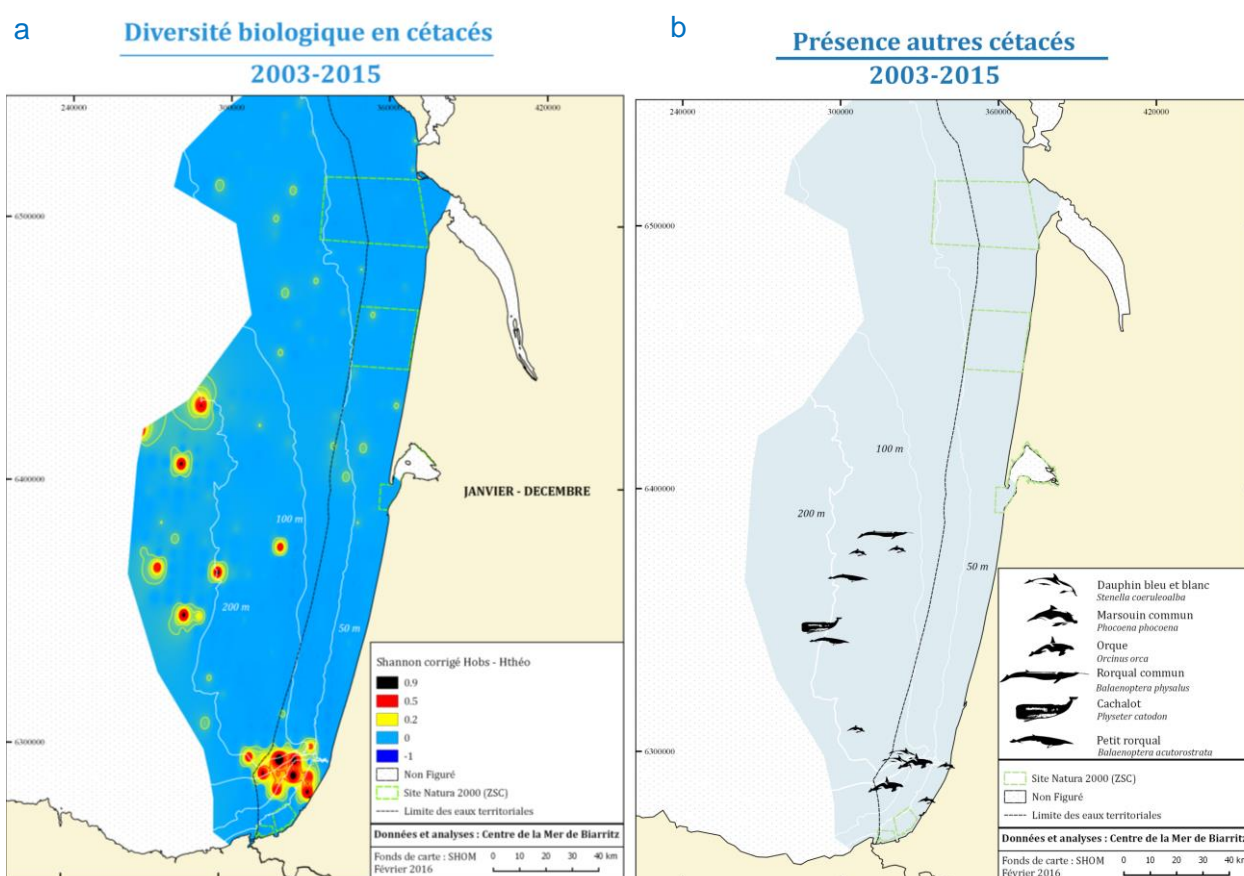 a
Diversité biologique en cétacés
2003-2015
240000
300000
360000
420000
6500000
6400000
6300000
100 m
200 m
50 m
JANVIER - DECEMBRE
Shannon corrigé Hobs - Hthéo
0.9
0.5
0.2
0
-1
Non Figuré
Site Natura 2000 (ZSC)
Limite des eaux territoriales
Données et analyses : Centre de la Mer de Biarritz
Fonds de carte : SHOM
Février 2016
0 10 20 30 40 km
b
Présence autres cétacés
2003-2015
240000
300000
360000
420000
6500000
6400000
6300000
100 m
200 m
50 m
Dauphin bleu et blanc
Stenella coeruleoalba
Marsouin commun
Phocoena phocoena
Orque
Orcinus orca
Rorqual commun
Balaenoptera physalus
Cachalot
Physeter catodon
Petit rorqual
Balaenoptera acutorostrata
Site Natura 2000 (ZSC)
Non Figuré
Limite des eaux territoriales
Données et analyses : Centre de la Mer de Biarritz
Fonds de carte : SHOM
Février 2016
0 10 20 30 40 km